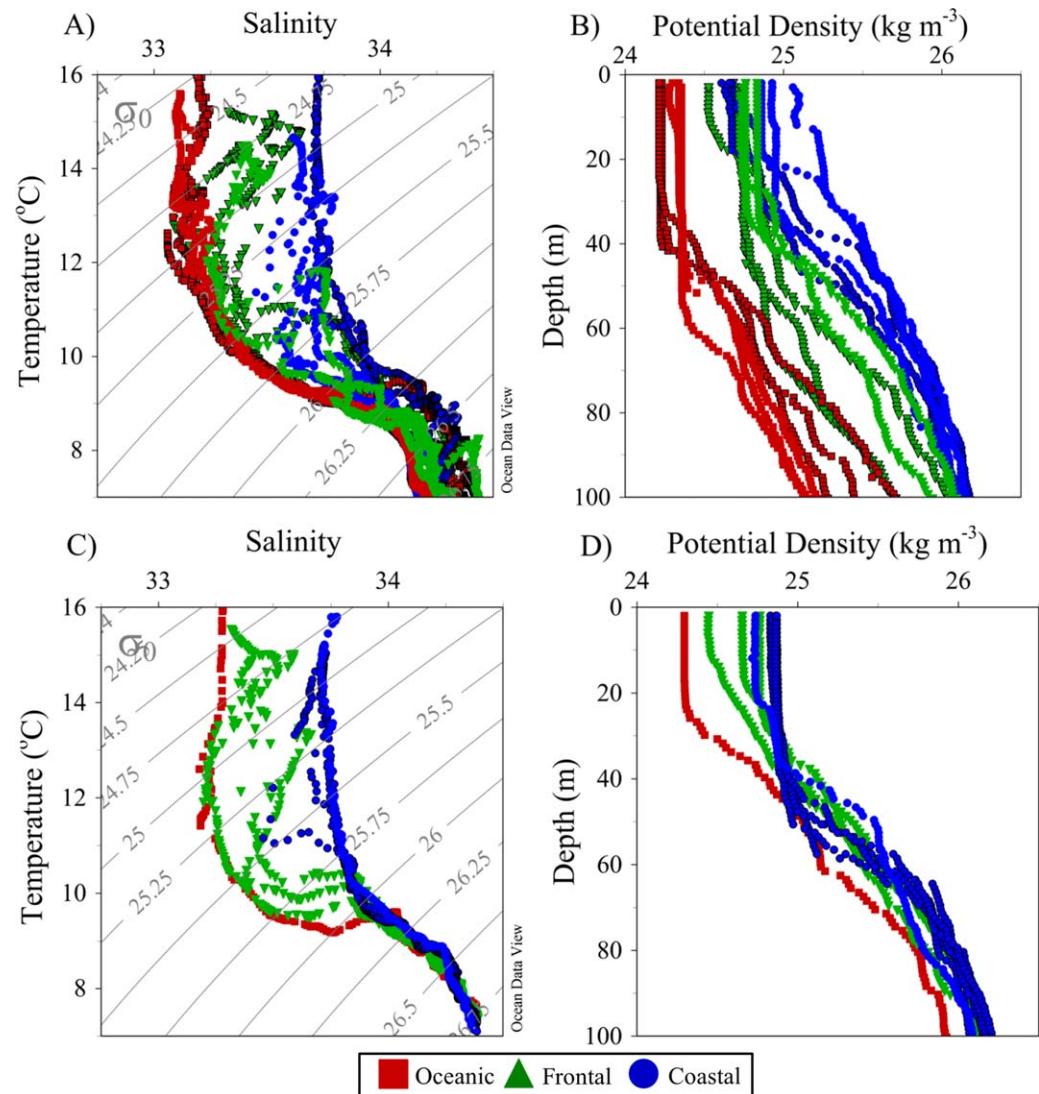 A) Salinity
33 34
16
14
12
10
8
Temperature (°C)
σ0
24.25
24.5
24.75
25
25.5
25.75
26.25
Ocean Data View
B) Potential Density (kg m-3)
24 25 26
0
20
40
60
80
100
Depth (m)
C) Salinity
33 34
16
14
12
10
8
Temperature (°C)
σ0
24.25
24.5
24.75
25
25.25
25.5
25.75
26
26.25
26.5
Ocean Data View
D) Potential Density (kg m-3)
24 25 26
0
20
40
60
80
100
Depth (m)
Oceanic Frontal Coastal